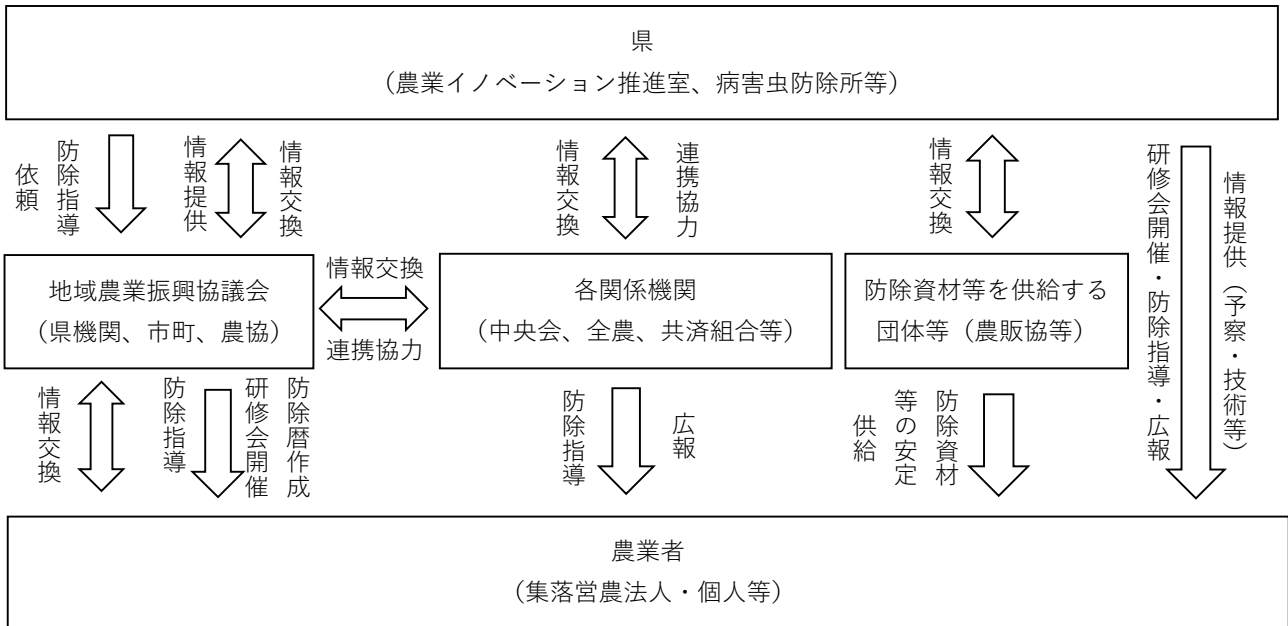 県
（農業イノベーション推進室、病害虫防除所等）
防除指導
依頼
情報提供
情報交換
情報交換
連携協力
情報交換
研修会開催・防除指導・広報
情報提供（予察・技術等）
地域農業振興協議会
（県機関、市町、農協）
情報交換
連携協力
各関係機関
（中央会、全農、共済組合等）
防除資材等を供給する
団体等（農販協等）
情報交換
防除指導
防除暦作成
研修会開催
防除指導
広報
防除資材
等の安定
供給
農業者
（集落営農法人・個人等）